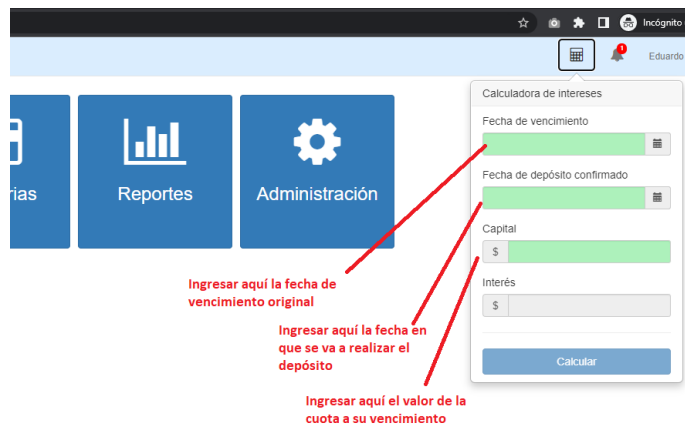 Incógnito
1
Eduardo
Calculadora de intereses
Fecha de vencimiento
Fecha de depósito confirmado
Capital
$
Interés
$
Calcular
rias
Reportes
Administración
Ingresar aquí la fecha de
vencimiento original
Ingresar aquí la fecha en
que se va a realizar el
depósito
Ingresar aquí el valor de la
cuota a su vencimiento